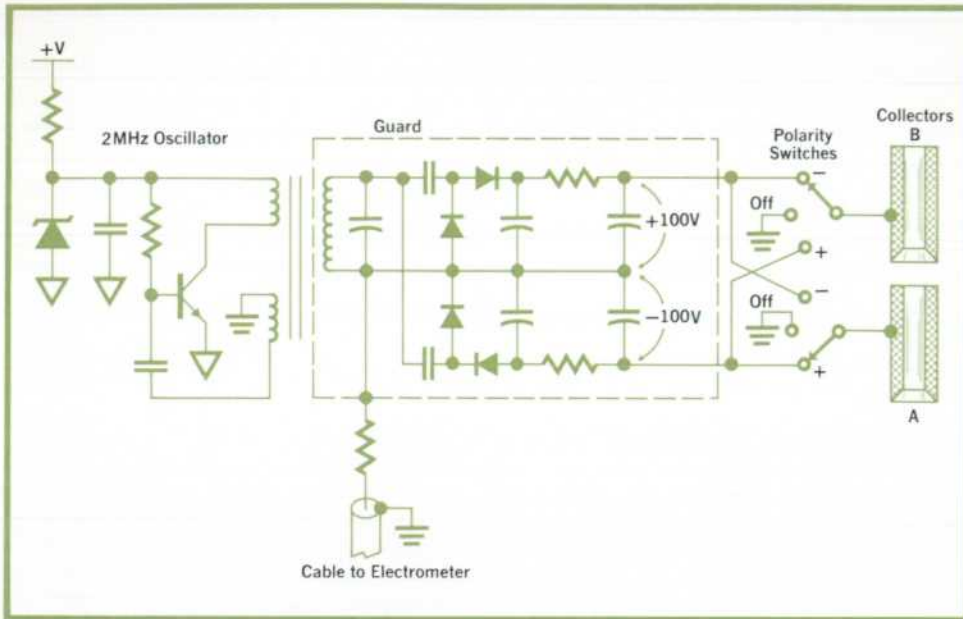 +V
2MHz Oscillator
Guard
Polarity
Switches
Collectors
B
−
Off
+100V
+
−
−100V
Off
+
A
Cable to Electrometer